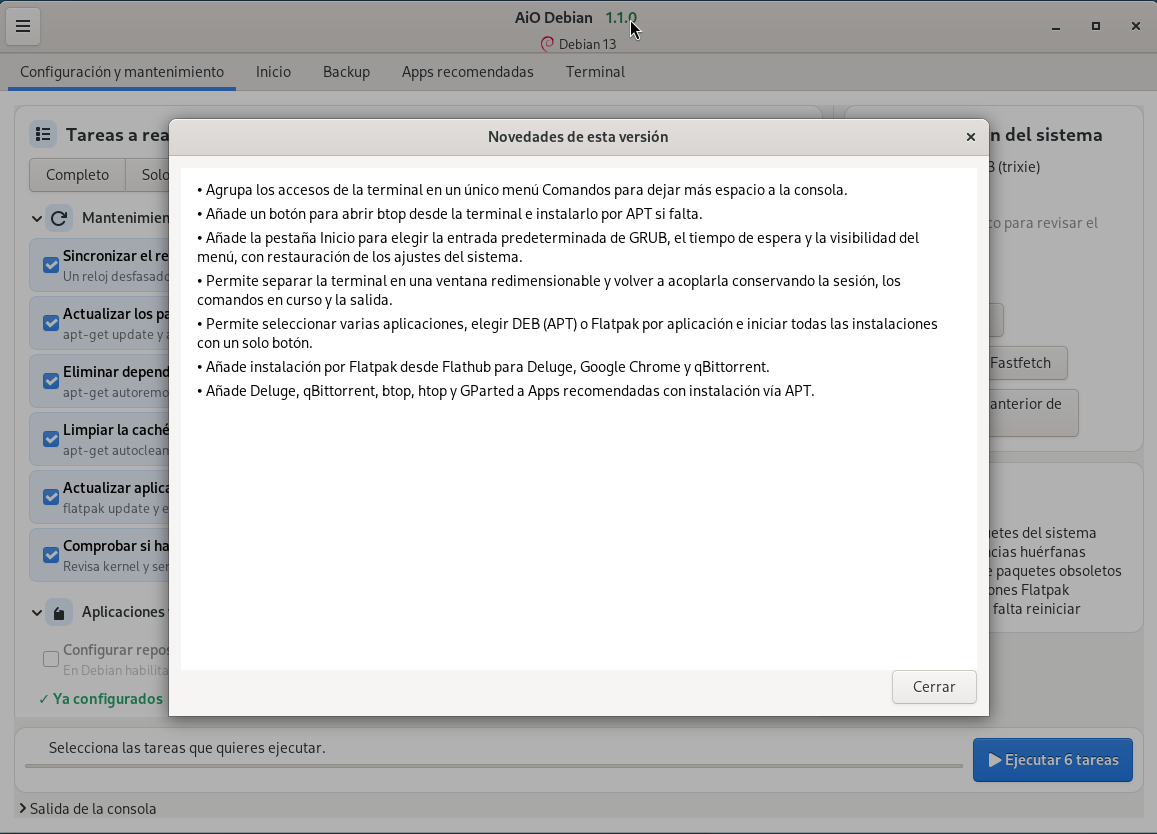 AiO Debian 1.1.0
Debian 13
Configuración y mantenimiento Inicio Backup Apps recomendadas Terminal
Tareas a rea
n del sistema
Completo Solo
3 (trixie)
Novedades de esta versión
• Agrupa los accesos de la terminal en un único menú Comandos para dejar más espacio a la consola.
• Añade un botón para abrir btop desde la terminal e instalarlo por APT si falta.
• Añade la pestaña Inicio para elegir la entrada predeterminada de GRUB, el tiempo de espera y la visibilidad del
menú, con restauración de los ajustes del sistema.
• Permite separar la terminal en una ventana redimensionable y volver a acoplarla conservando la sesión, los
comandos en curso y la salida.
• Permite seleccionar varias aplicaciones, elegir DEB (APT) o Flatpak por aplicación e iniciar todas las instalaciones
con un solo botón.
• Añade instalación por Flatpak desde Flathub para Deluge, Google Chrome y qBittorrent.
• Añade Deluge, qBittorrent, btop, htop y GParted a Apps recomendadas con instalación vía APT.
Cerrar
Mantenimien
Sincronizar el re
Un reloj desfasado
Actualizar los pa
apt-get update y a
Eliminar depend
apt-get autoremo
Limpiar la caché
apt-get autoclean
Actualizar aplica
flatpak update y e
Comprobar si ha
Revisa kernel y ser
Aplicaciones
Configurar repos
En Debian habilita
✓ Ya configurados
co para revisar el
Fastfetch
anterior de
uetes del sistema
ncias huérfanas
e paquetes obsoletos
ones Flatpak
falta reiniciar
Selecciona las tareas que quieres ejecutar.
Ejecutar 6 tareas
Salida de la consola